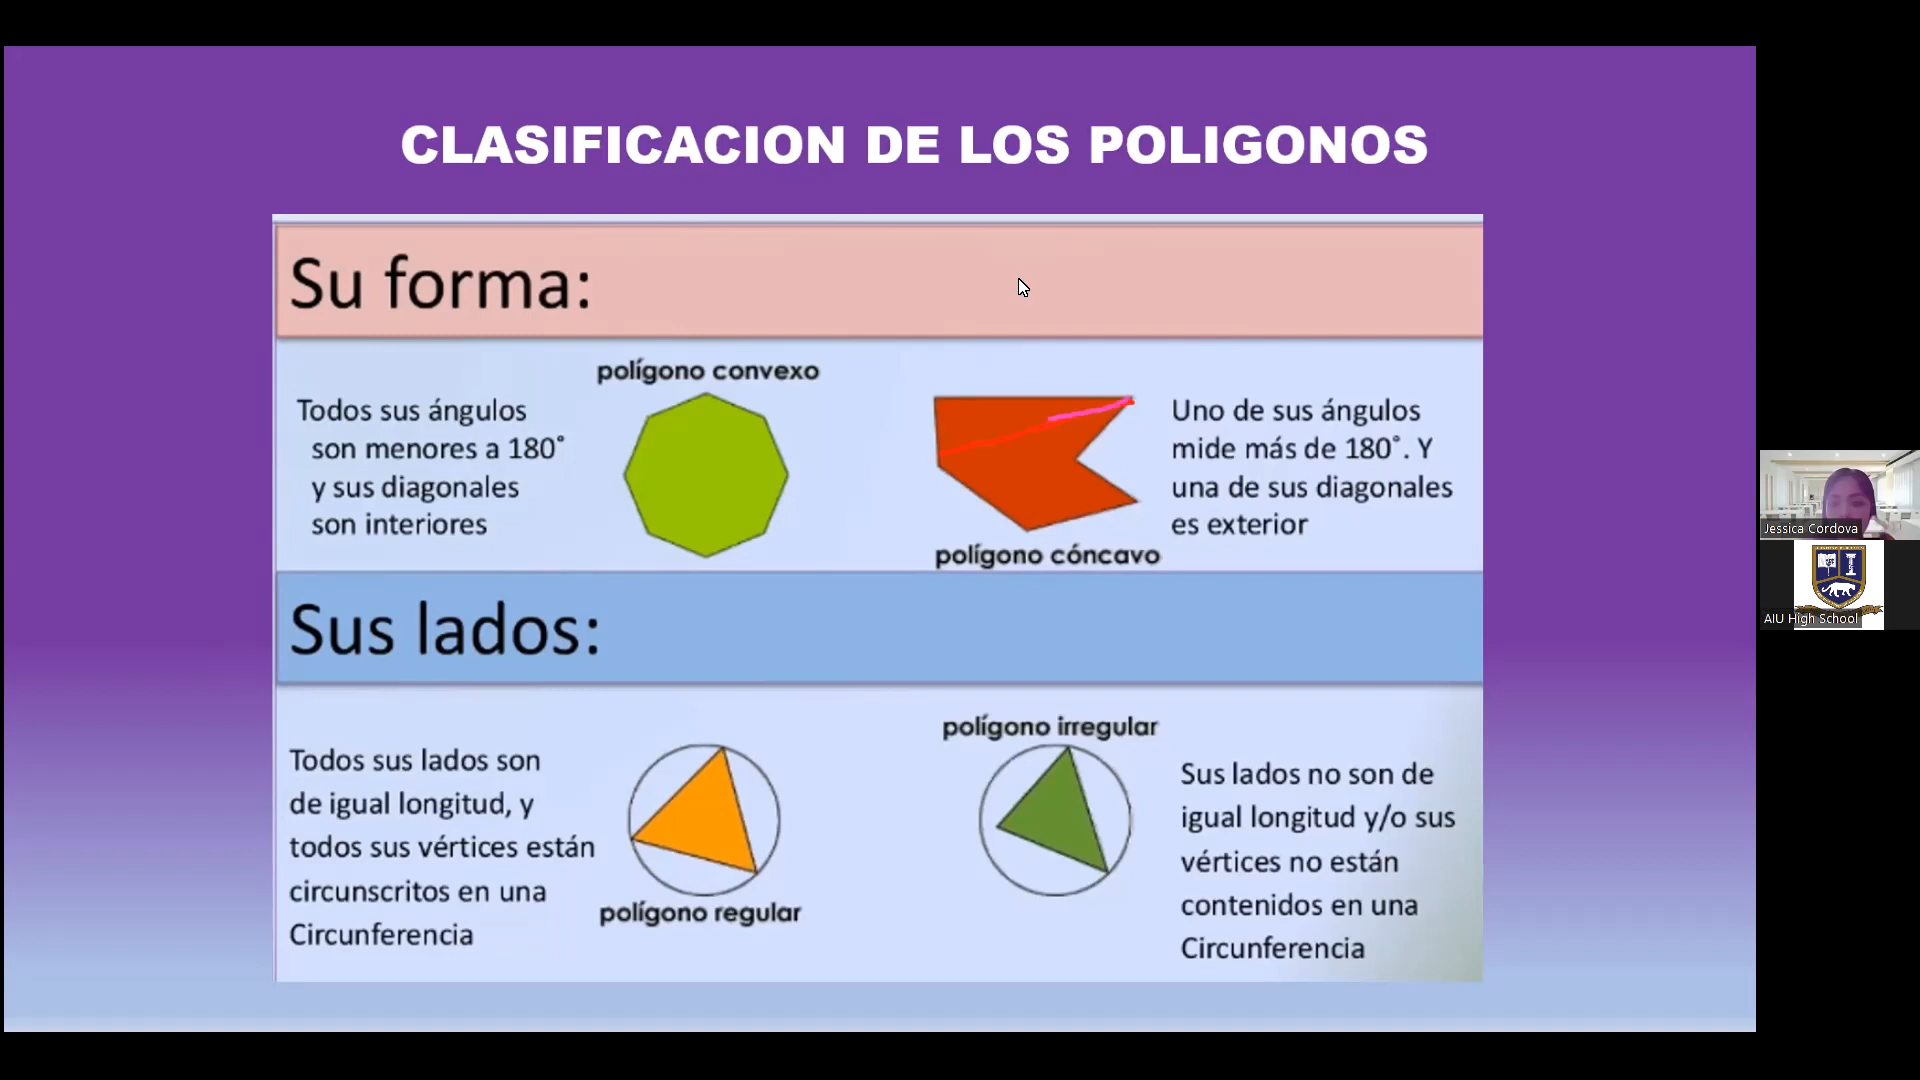 CLASIFICACION DE LOS POLIGONOS
Su forma:
polígono convexo
Todos sus ángulos
son menores a 180˚
y sus diagonales
son interiores
Uno de sus ángulos
mide más de 180˚. Y
una de sus diagonales
es exterior
polígono cóncavo
Sus lados:
polígono irregular
Todos sus lados son
de igual longitud, y
todos sus vértices están
circunscritos en una
Circunferencia
polígono regular
Sus lados no son de
igual longitud y/o sus
vértices no están
contenidos en una
Circunferencia
Jessica Cordova
AIU High School